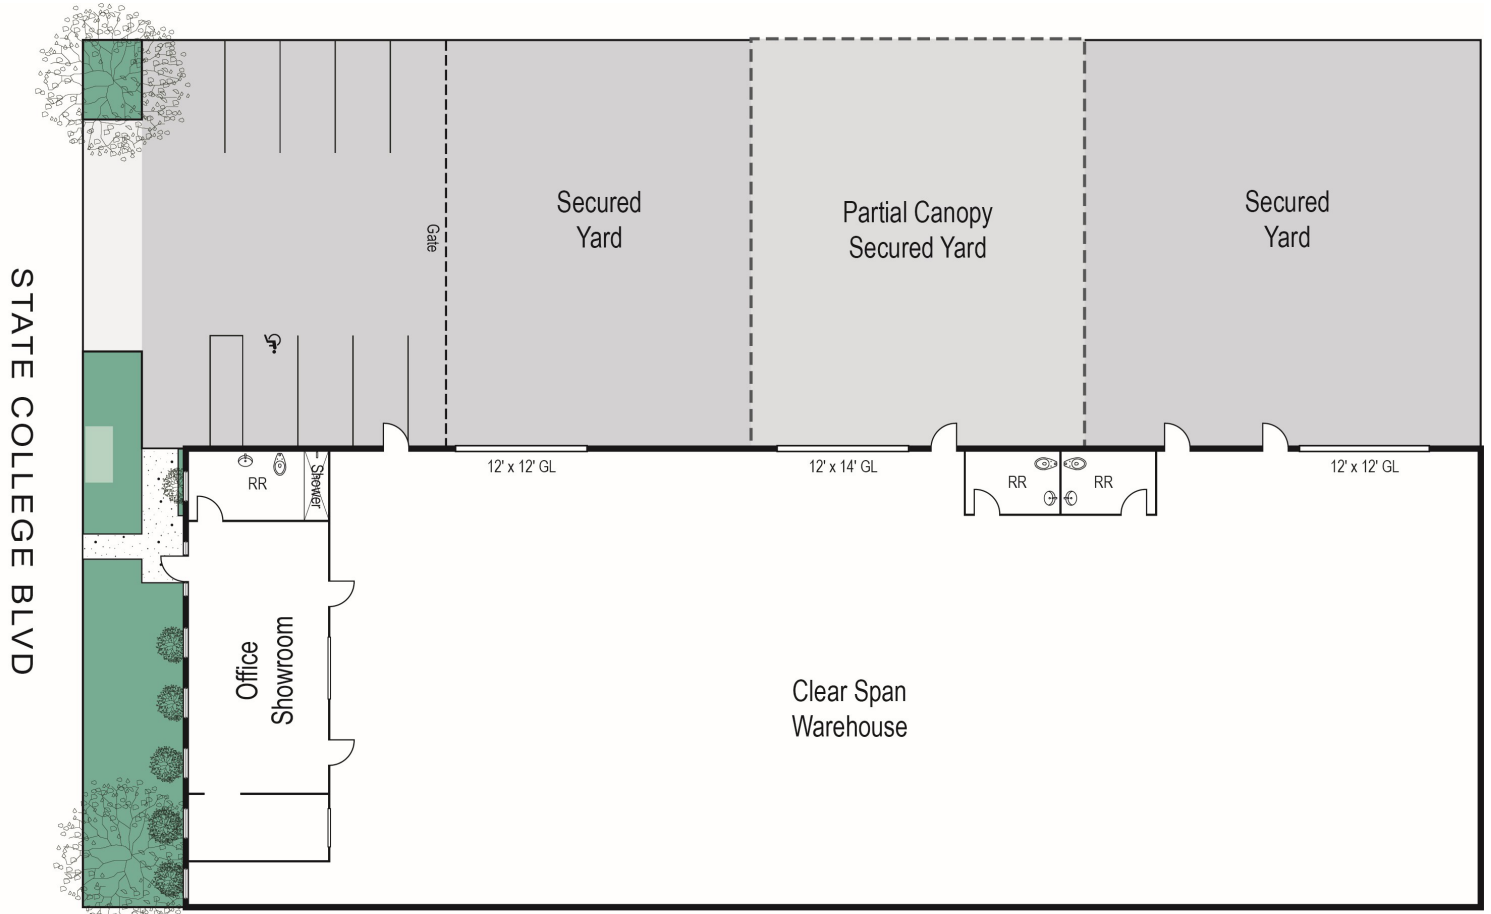 Secured
Yard
Partial Canopy
Secured Yard
Secured
Yard
Gate
STATE COLLEGE BLVD
12' x 12' GL
12' x 14' GL
12' x 12' GL
RR
Shower
RR
RR
Office
Showroom
Clear Span
Warehouse